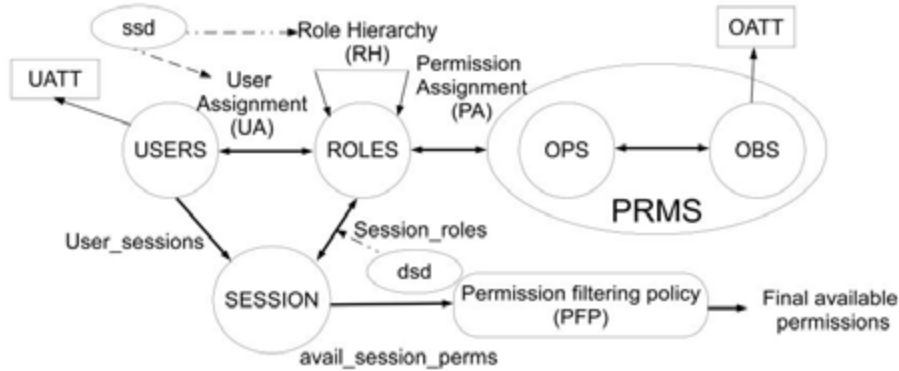 ssd
Role Hierarchy
(RH)
OATT
UATT
User
Assignment
(UA)
Permission
Assignment
(PA)
USERS
ROLES
OPS
OBS
PRMS
User_sessions
Session_roles
dsd
SESSION
Permission filtering policy
(PFP)
Final available
permissions
avail_session_perms